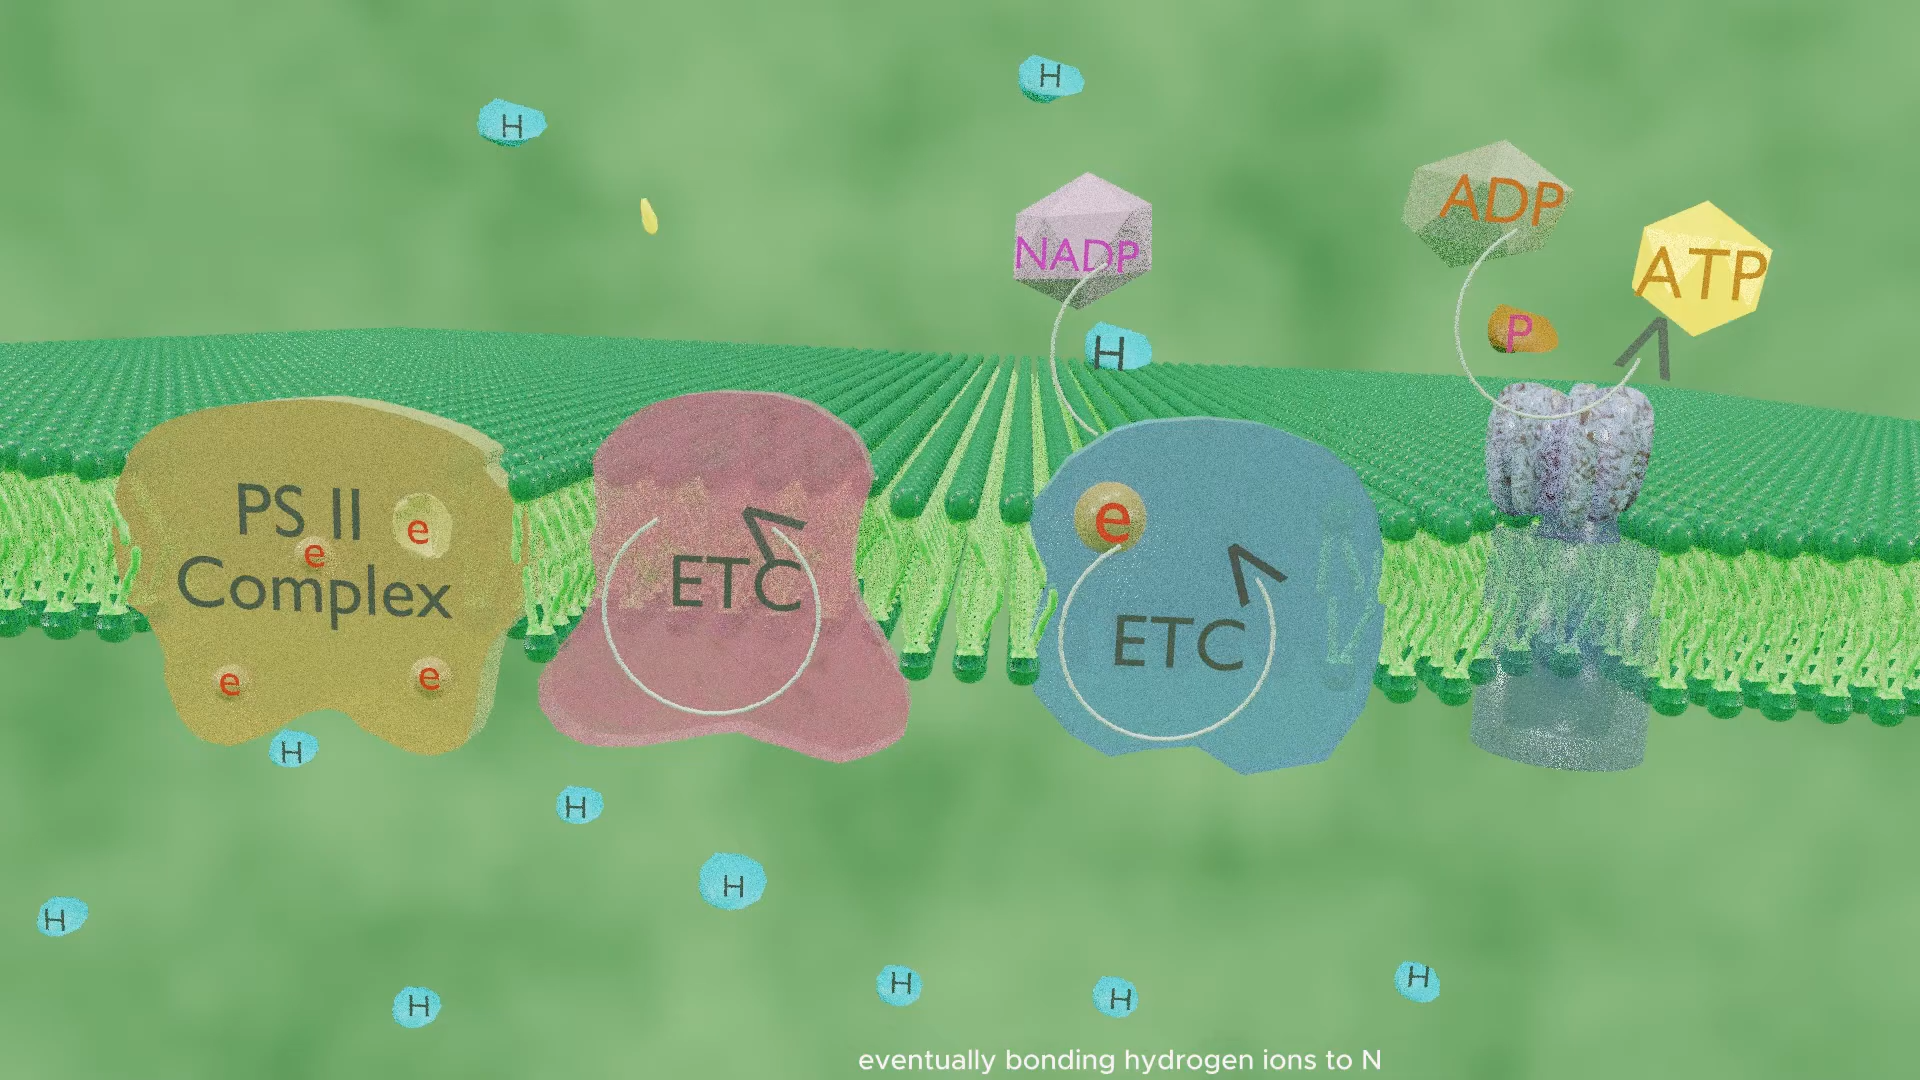 H
H
NADP
ADP
ATP
P
H
PS II
Complex
e
e
e
e
ETC
e
ETC
H
H
H
H
H
H
H
H
eventually bonding hydrogen ions to N